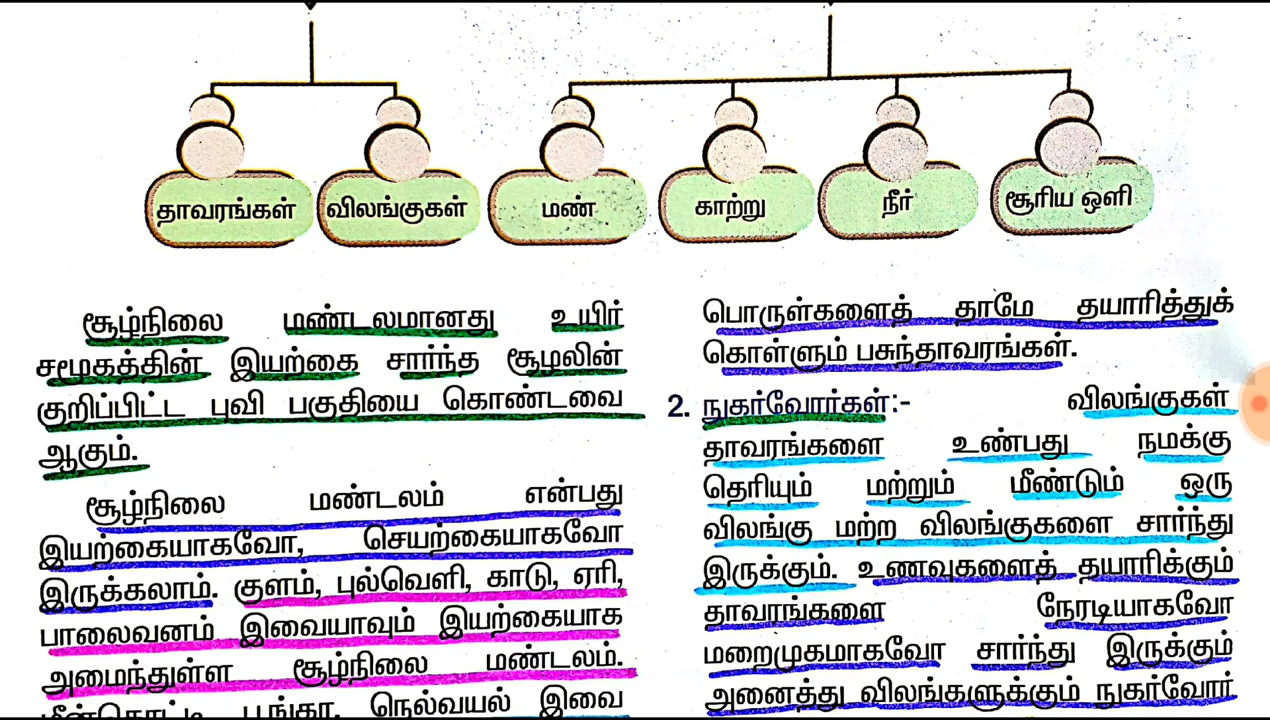 தாவரங்கள்
விலங்குகள்
மண்
காற்று
நீர்
சூரிய ஒளி
சூழ்நிலை மண்டலமானது உயிர்
சமூகத்தின் இயற்கை சார்ந்த சூழலின்
குறிப்பிட்ட புவி பகுதியை கொண்டவை
ஆகும்.
சூழ்நிலை மண்டலம் என்பது
இயற்கையாகவோ, செயற்கையாகவோ
இருக்கலாம். குளம், புல்வெளி, காடு, ஏரி,
பாலைவனம் இவையாவும் இயற்கையாக
அமைந்துள்ள சூழ்நிலை மண்டலம்.
நெல்வயல் இவை
பொருள்களைத் தாமே தயாரித்துக்
கொள்ளும் பசுந்தாவரங்கள்.
2. நுகர்வோர்கள்:- விலங்குகள்
தாவரங்களை உண்பது நமக்கு
தெரியும் மற்றும் மீண்டும் ஒரு
விலங்கு மற்ற விலங்குகளை சார்ந்து
இருக்கும். உணவுகளைத் தயாரிக்கும்
தாவரங்களை நேரடியாகவோ
மறைமுகமாகவோ சார்ந்து இருக்கும்
அனைத்து விலங்களுக்கும் நுகர்வோர்